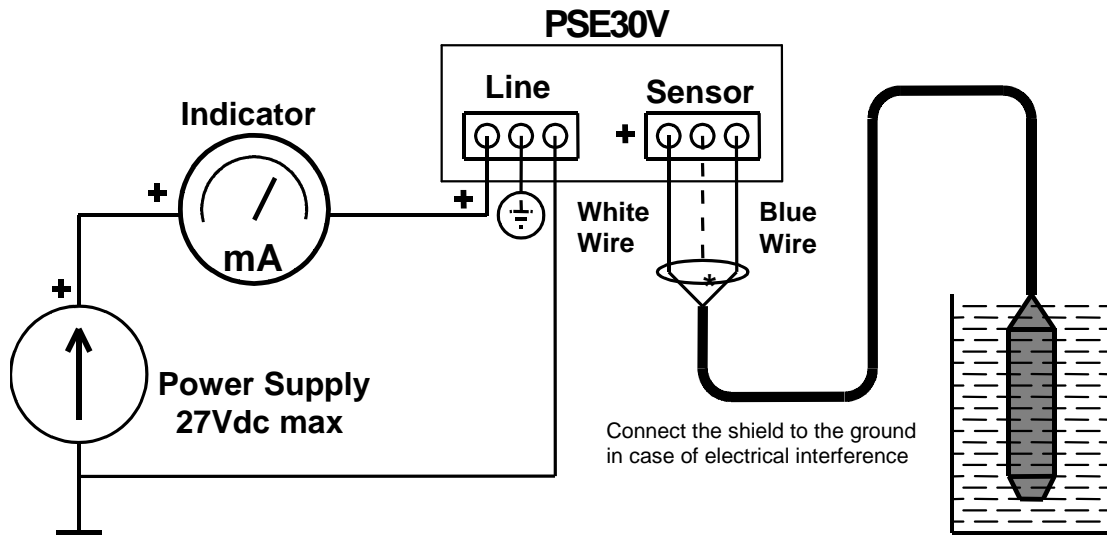 PSE30V
Line
Sensor
Indicator
+
+
+
+
mA
White
Wire
Blue
Wire
*
Power Supply
27Vdc max
Connect the shield to the ground
in case of electrical interference